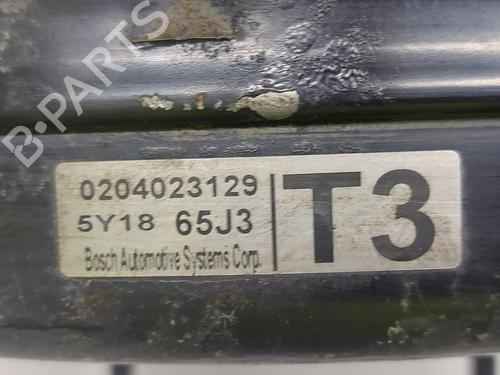 B-PARTS
0204023129
5Y18 65J3
Bosch Automotive Systems Corp.
T3